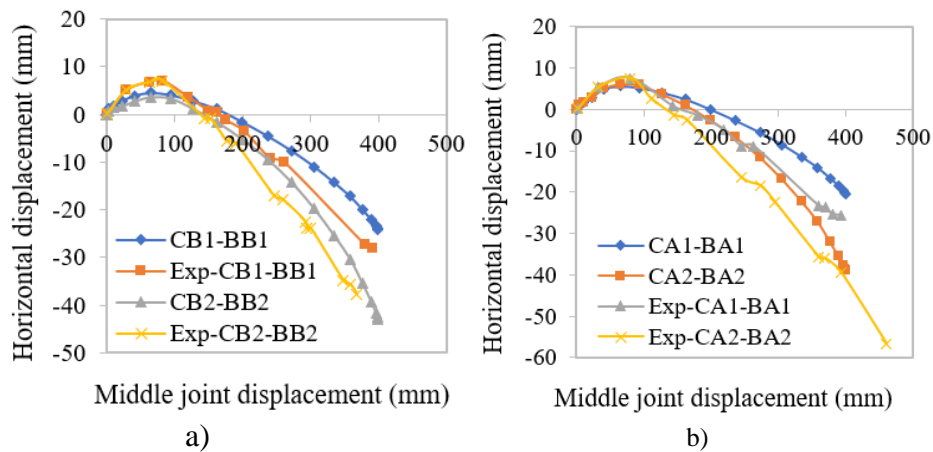 Horizontal displacement (mm)
20
10
0
-10
-20
-30
-40
-50
0 100 200 300 400 500
CB1-BB1
Exp-CB1-BB1
CB2-BB2
Exp-CB2-BB2
Middle joint displacement (mm)
a)
Horizontal displacement (mm)
20
10
0
-10
-20
-30
-40
-50
-60
0 100 200 300 400 500
CA1-BA1
CA2-BA2
Exp-CA1-BA1
Exp-CA2-BA2
Middle joint displacement (mm)
b)